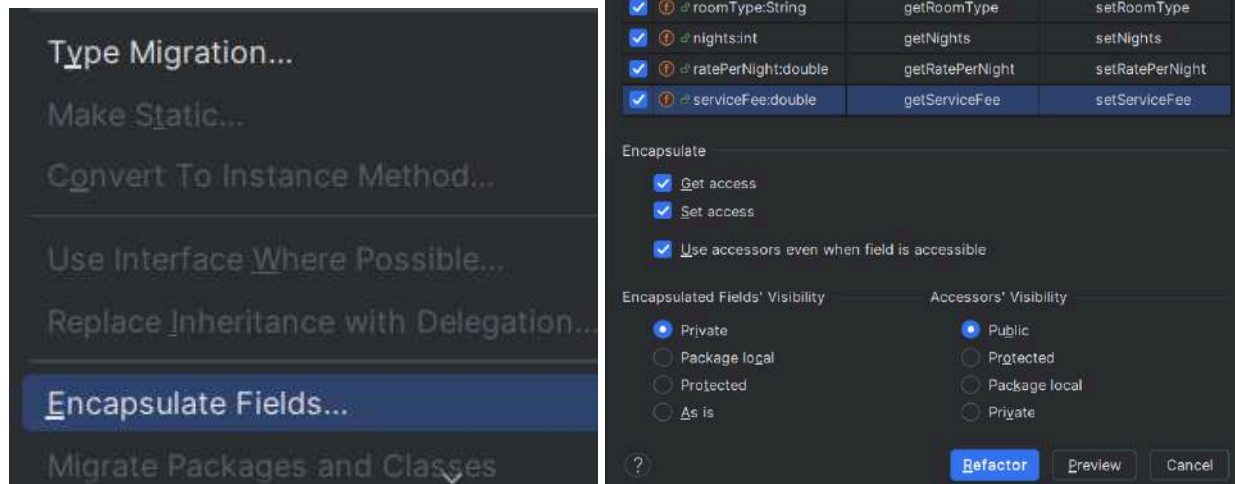 Type Migration...
Make Static...
Convert To Instance Method...
Use Interface Where Possible...
Replace Inheritance with Delegation...
Encapsulate Fields...
Migrate Packages and Classes
roomType:String getRoomType setRoomType
nights:int getNights setNights
ratePerNight:double getRatePerNight setRatePerNight
serviceFee:double getServiceFee setServiceFee
Encapsulate
Get access
Set access
Use accessors even when field is accessible
Encapsulated Fields' Visibility Accessors' Visibility
Private Public
Package local Protected
Protected Package local
As is Private
? Refactor Preview Cancel